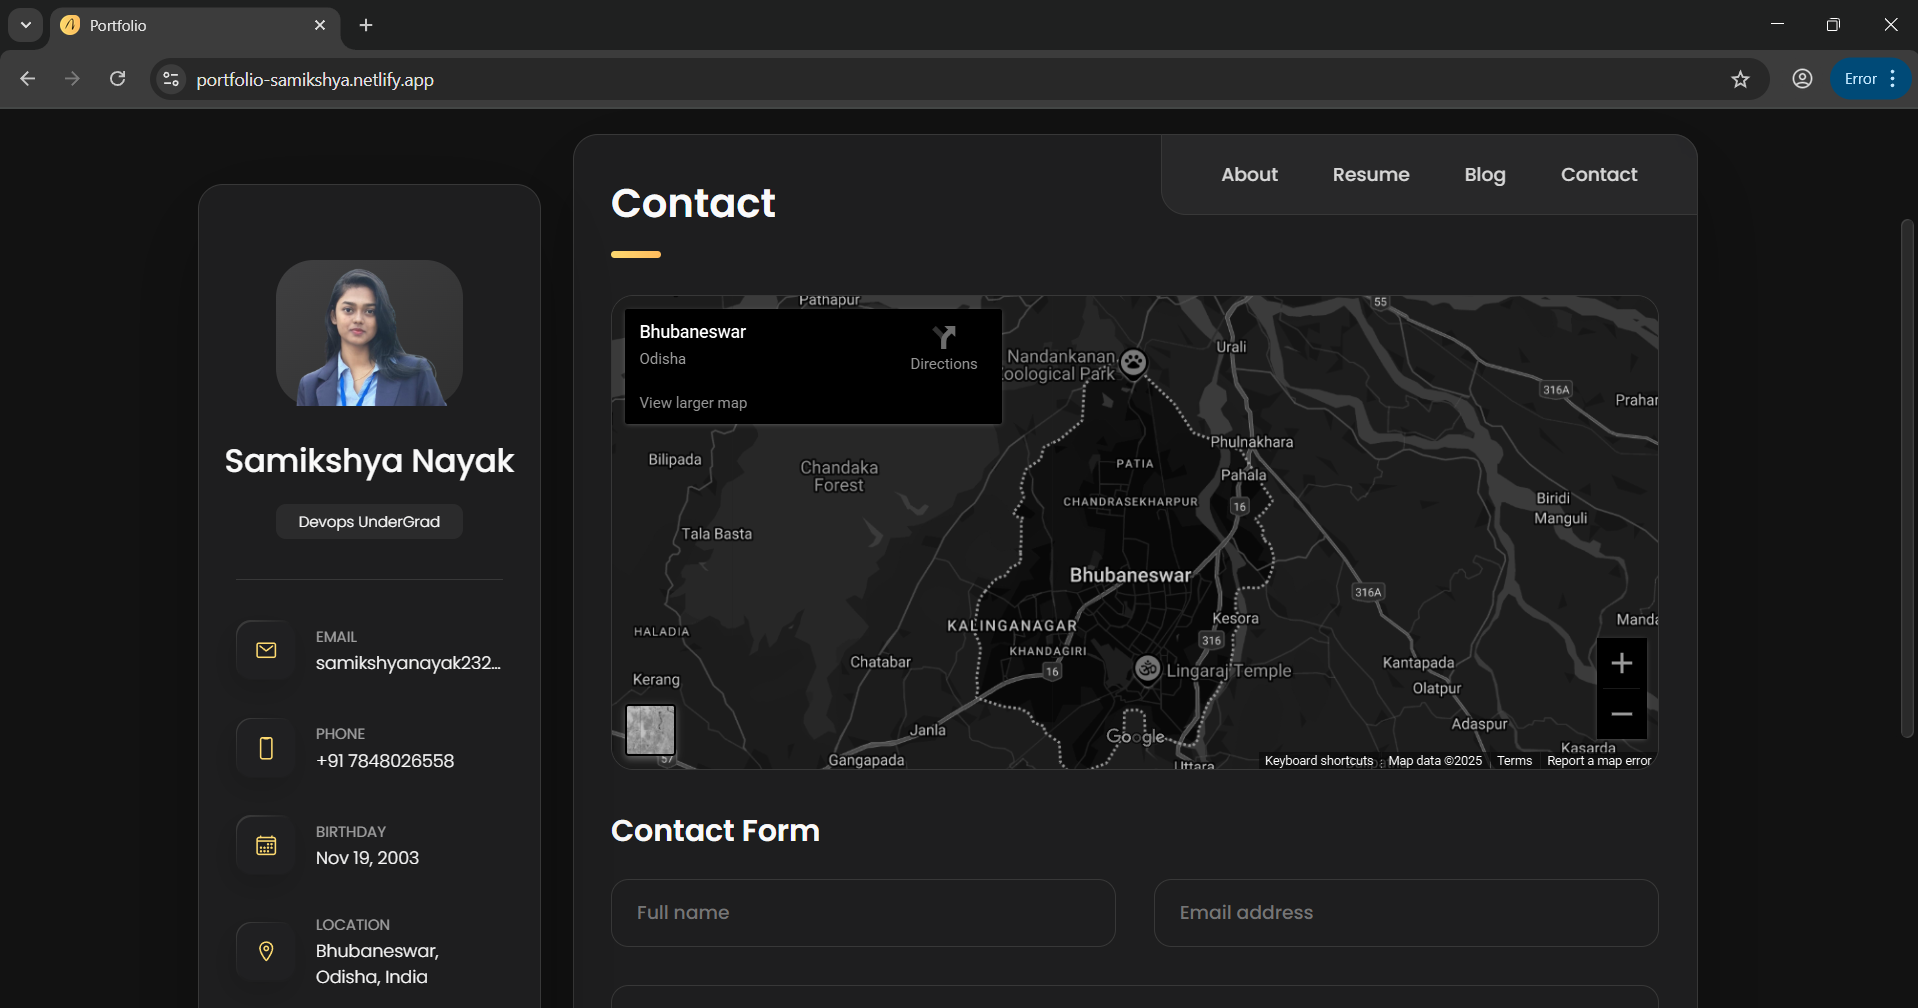 Portfolio
portfolio-samikshya.netlify.app
Error
About
Resume
Blog
Contact
Samikshya Nayak
Devops UnderGrad
EMAIL
samikshyanayak232...
PHONE
+91 7848026558
BIRTHDAY
Nov 19, 2003
LOCATION
Bhubaneswar,
Odisha, India
Contact
Bhubaneswar
Odisha
Directions
View larger map
Pathapur
55
Urali
Nandankanan
Zoological Park
316A
Prahar
Phulnakhara
Bilipada
Chandaka
Forest
PATIA
Pahala
CHANDRASEKHARPUR
16
Biridi
Manguli
Tala Basta
Bhubaneswar
316A
Kesora
Manda
KALINGANAGAR
HALADIA
316
KHANDAGIRI
Chatabar
16
Lingaraj Temple
Kantapada
Kerang
Olatpur
Janla
Google
Adaspur
Kasarda
57
Gangapada
Uttara
Keyboard shortcuts
Map data ©2025
Terms
Report a map error
Contact Form
Full name
Email address